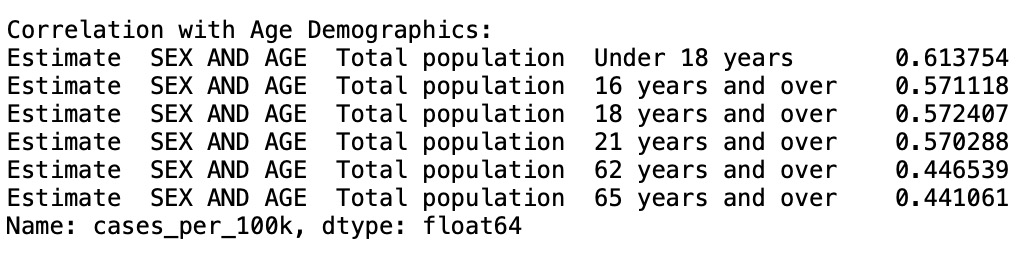 Correlation with Age Demographics:
Estimate  SEX AND AGE  Total population  Under 18 years       0.613754
Estimate  SEX AND AGE  Total population  16 years and over    0.571118
Estimate  SEX AND AGE  Total population  18 years and over    0.572407
Estimate  SEX AND AGE  Total population  21 years and over    0.570288
Estimate  SEX AND AGE  Total population  62 years and over    0.446539
Estimate  SEX AND AGE  Total population  65 years and over    0.441061
Name: cases_per_100k, dtype: float64